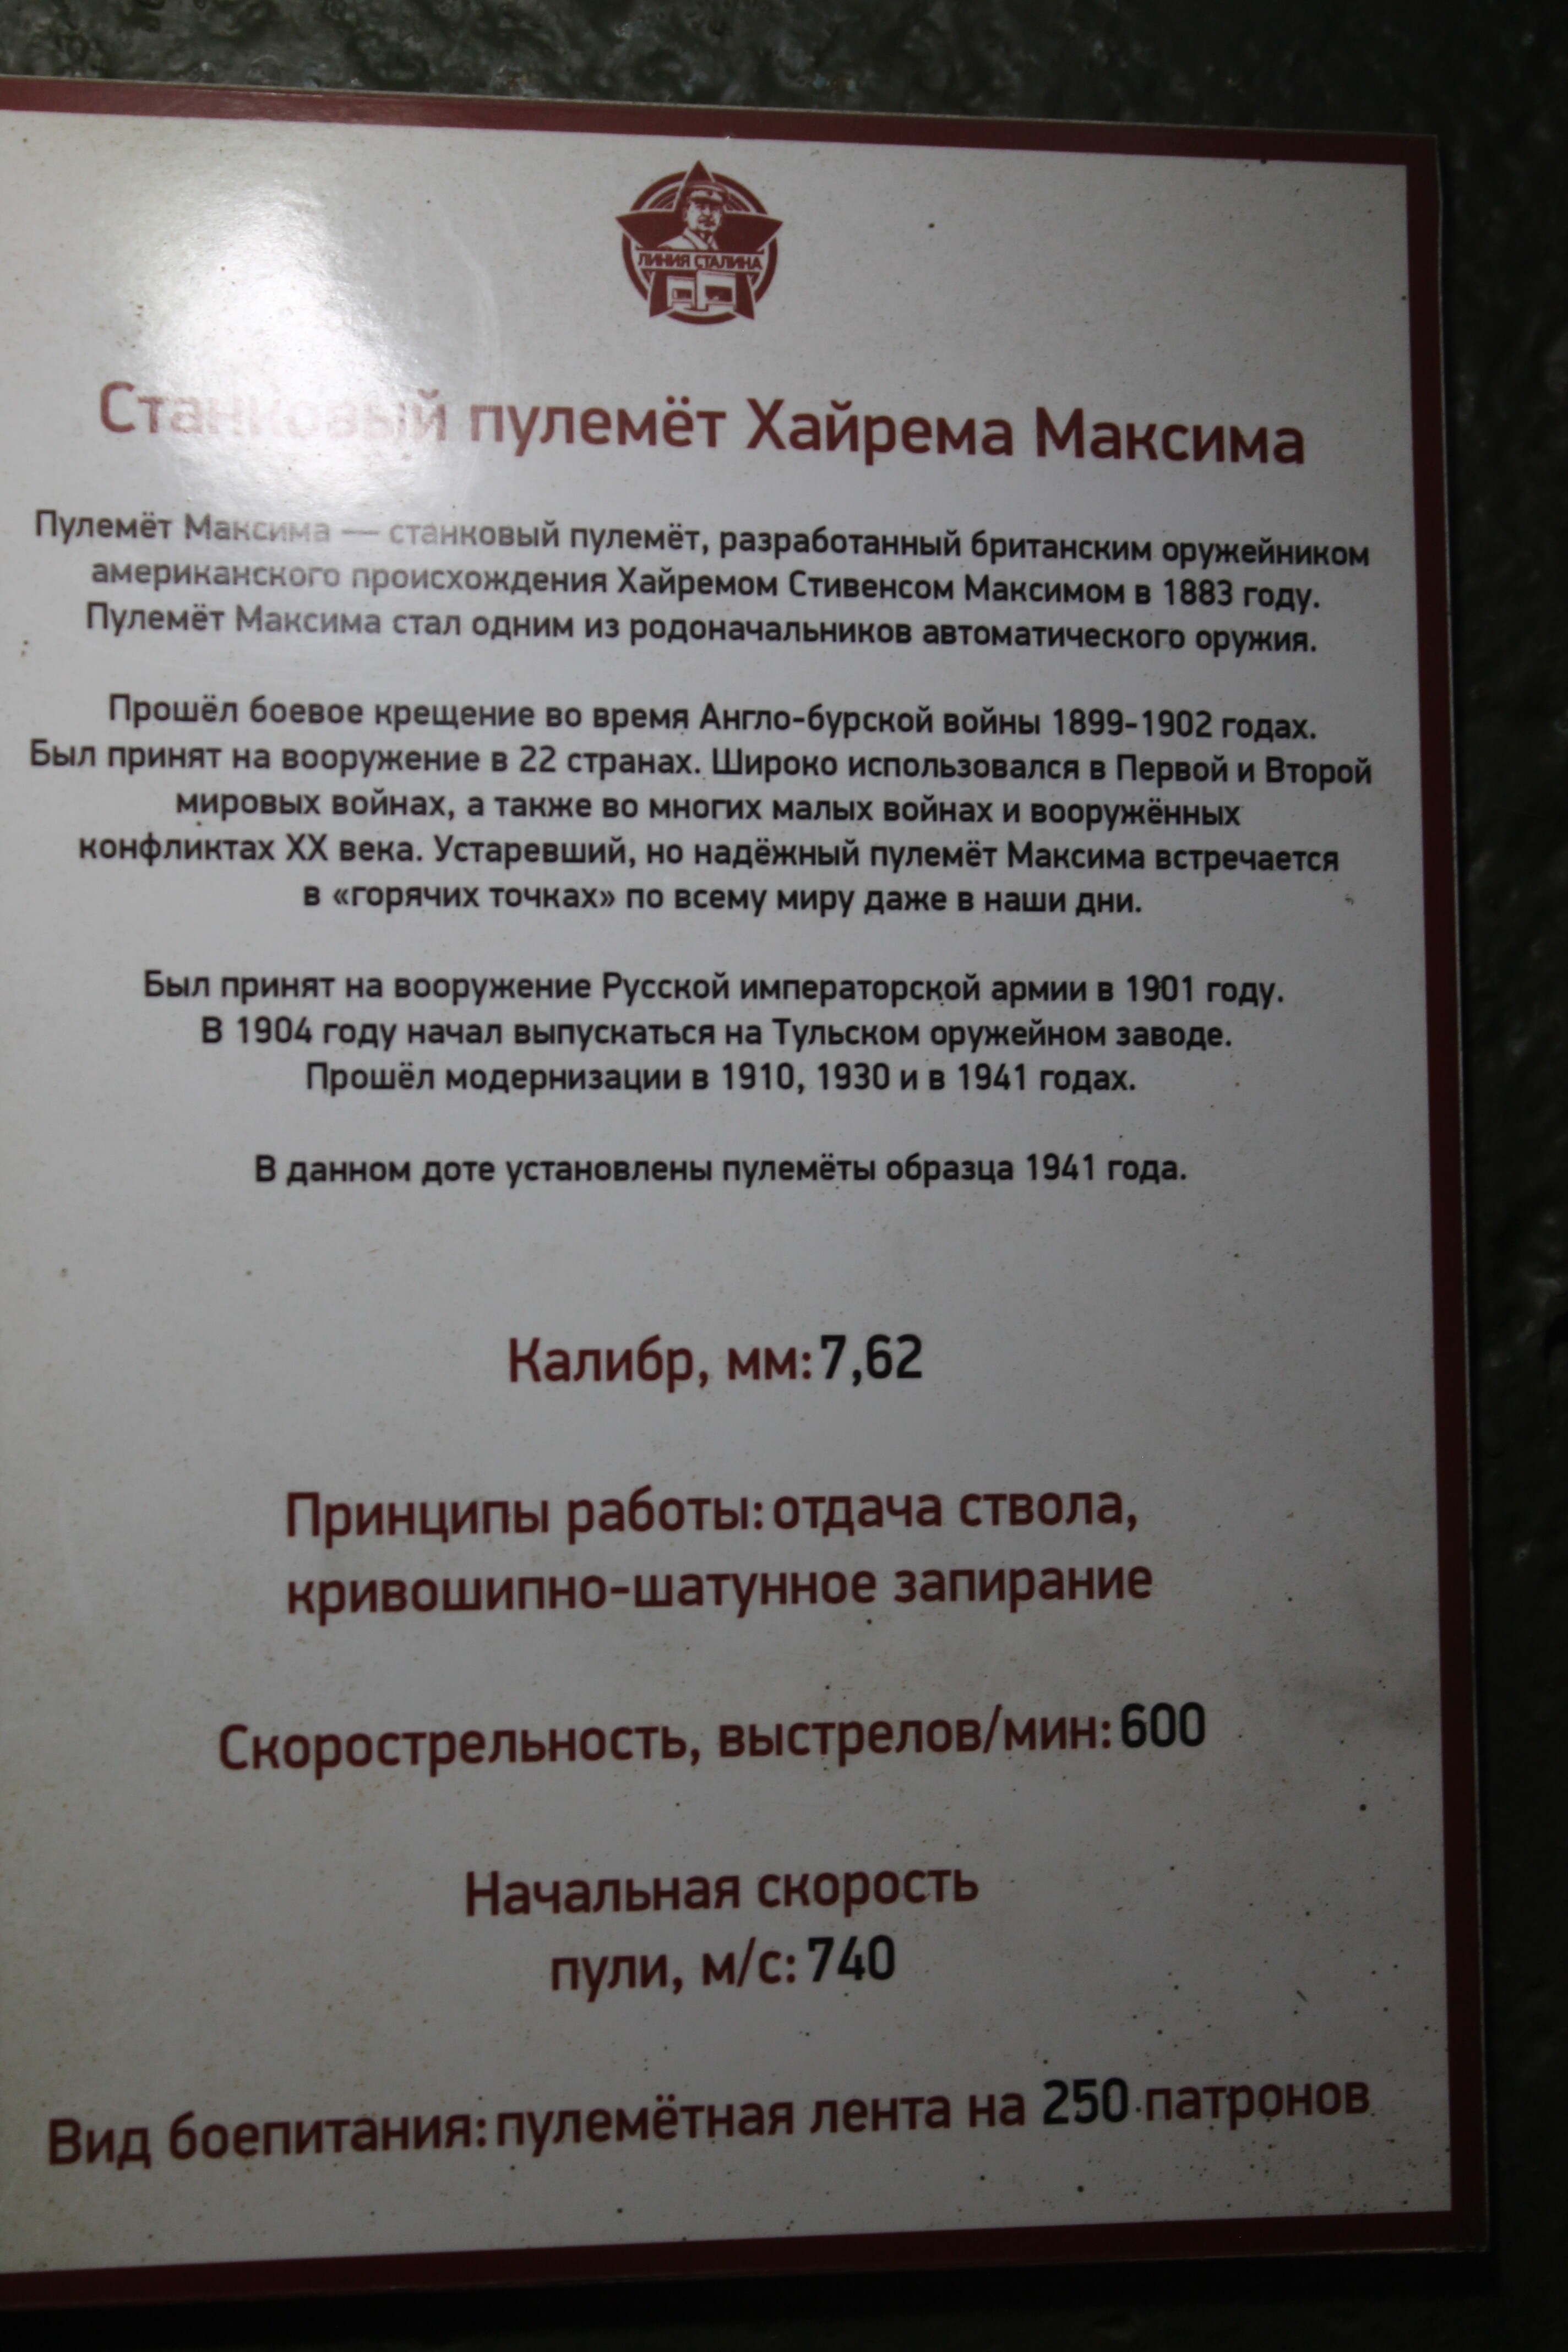 ЛИНИЯ СТАЛИНА
Станковый пулемёт Хайрема Максима
Пулемёт Максима — станковый пулемёт, разработанный британским оружейником
американского происхождения Хайремом Стивенсом Максимом в 1883 году.
Пулемёт Максима стал одним из родоначальников автоматического оружия.
Прошёл боевое крещение во время Англо-бурской войны 1899-1902 годах.
Был принят на вооружение в 22 странах. Широко использовался в Первой и Второй
мировых войнах, а также во многих малых войнах и вооружённых
конфликтах XX века. Устаревший, но надёжный пулемёт Максима встречается
в «горячих точках» по всему миру даже в наши дни.
Был принят на вооружение Русской императорской армии в 1901 году.
В 1904 году начал выпускаться на Тульском оружейном заводе.
Прошёл модернизации в 1910, 1930 и в 1941 годах.
В данном доте установлены пулемёты образца 1941 года.
Калибр, мм: 7,62
Принципы работы: отдача ствола,
кривошипно-шатунное запирание
Скорострельность, выстрелов/мин: 600
Начальная скорость
пули, м/с: 740
Вид боепитания: пулемётная лента на 250 патронов